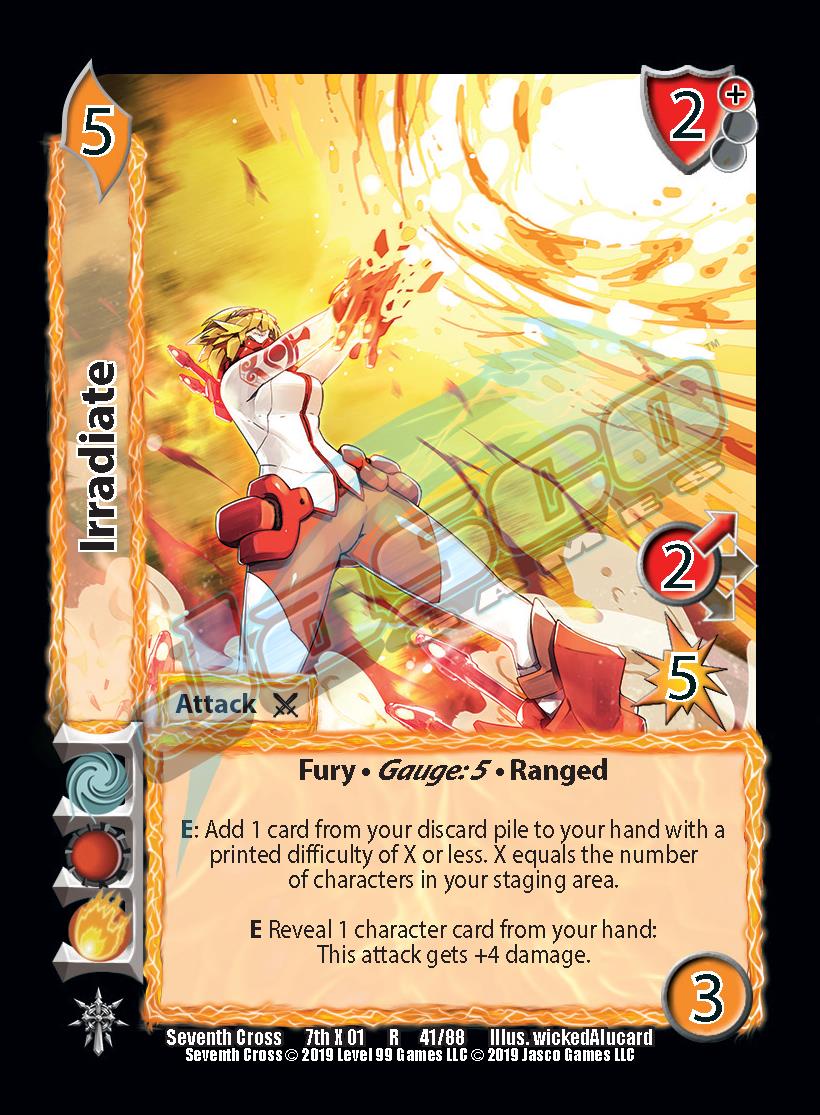 5
2 +
Irradiate
TM
JASCO
GAMES
2
5
Attack
Fury • Gauge: 5 • Ranged
E: Add 1 card from your discard pile to your hand with a
printed difficulty of X or less. X equals the number
of characters in your staging area.
E Reveal 1 character card from your hand:
This attack gets +4 damage.
3
Seventh Cross 7th X 01 R 41/88 Illus. wickedAlucard
Seventh Cross © 2019 Level 99 Games LLC © 2019 Jasco Games LLC